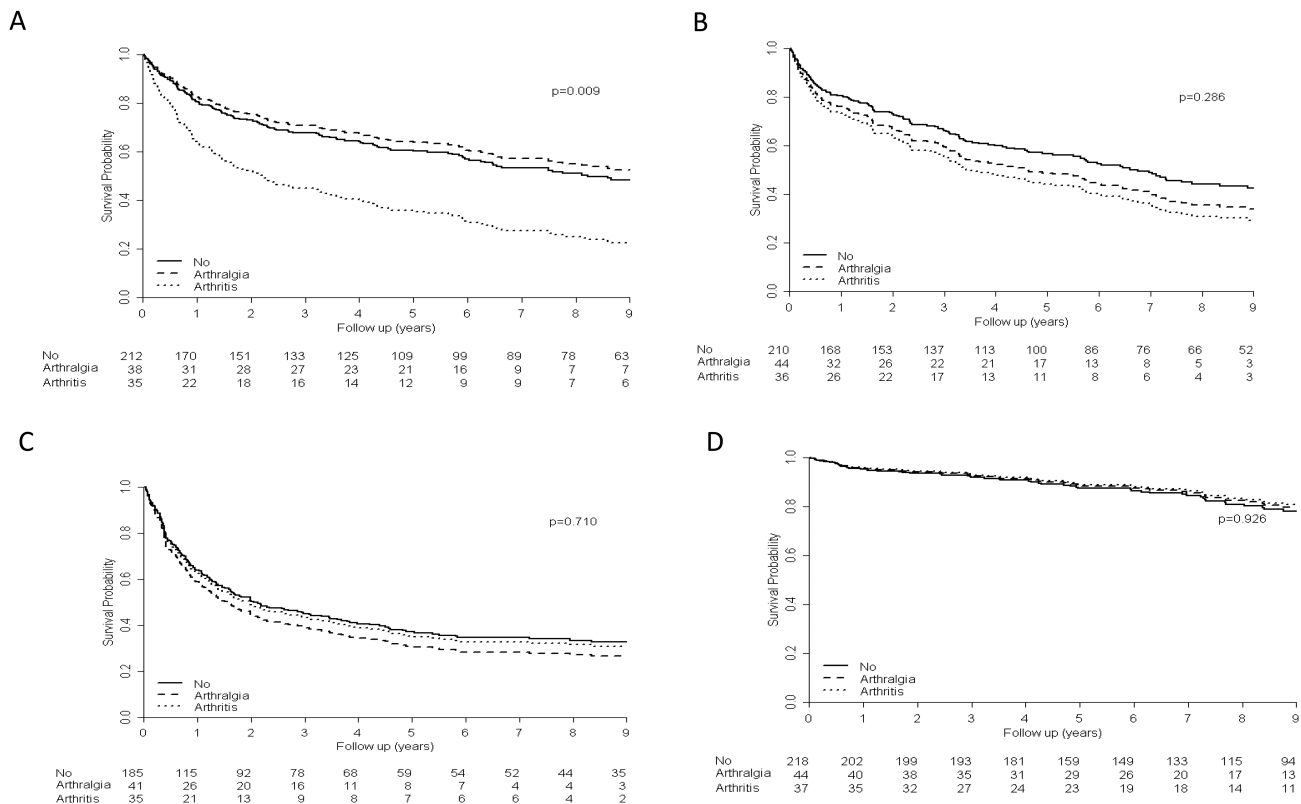 A
Survival Probability
0.0 0.2 0.4 0.6 0.8 1.0
p=0.009
No
Arthralgia
Arthritis
0 1 2 3 4 5 6 7 8 9
Follow up (years)
No 212 170 151 133 125 109 99 89 78 63
Arthralgia 38 31 28 27 23 21 16 9 7 7
Arthritis 35 22 18 16 14 12 9 9 7 6
B
Survival Probability
0.0 0.2 0.4 0.6 0.8 1.0
p=0.286
No
Arthralgia
Arthritis
0 1 2 3 4 5 6 7 8 9
Follow up (years)
No 210 168 153 137 113 100 86 76 66 52
Arthralgia 44 32 26 22 21 17 13 8 5 3
Arthritis 36 26 22 17 13 11 8 6 4 3
C
Survival Probability
0.0 0.2 0.4 0.6 0.8 1.0
p=0.710
No
Arthralgia
Arthritis
0 1 2 3 4 5 6 7 8 9
Follow up (years)
No 185 115 92 78 68 59 54 52 44 35
Arthralgia 41 26 20 16 11 8 7 4 4 3
Arthritis 35 21 13 9 8 7 6 6 4 2
D
Survival Probability
0.0 0.2 0.4 0.6 0.8 1.0
p=0.926
No
Arthralgia
Arthritis
0 1 2 3 4 5 6 7 8 9
Follow up (years)
No 218 202 199 193 181 159 149 133 115 94
Arthralgia 44 40 38 35 31 29 26 20 17 13
Arthritis 37 35 32 27 24 23 19 18 14 11